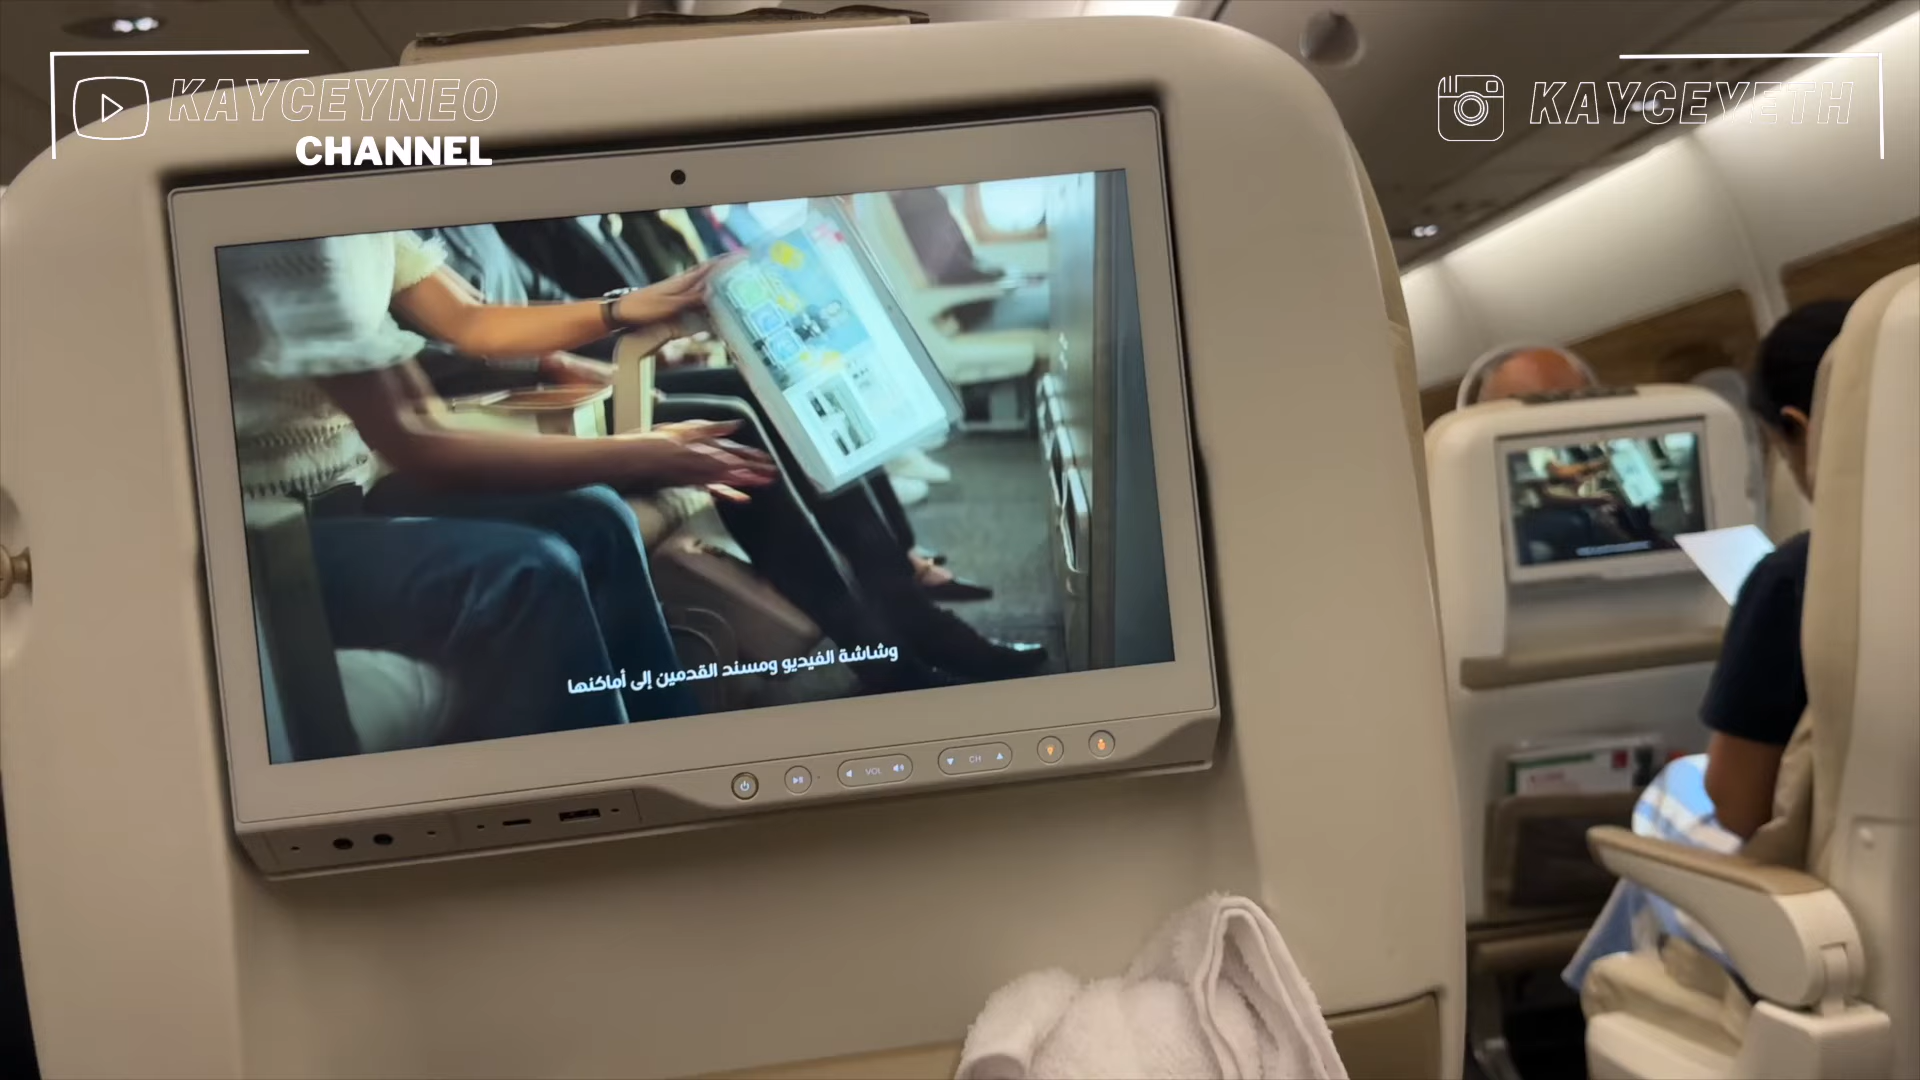 KAYCEYNEO
CHANNEL
KAYCEYETH
وشاشة الفيديو ومسند القدمين إلى أماكنها
VOL
CH